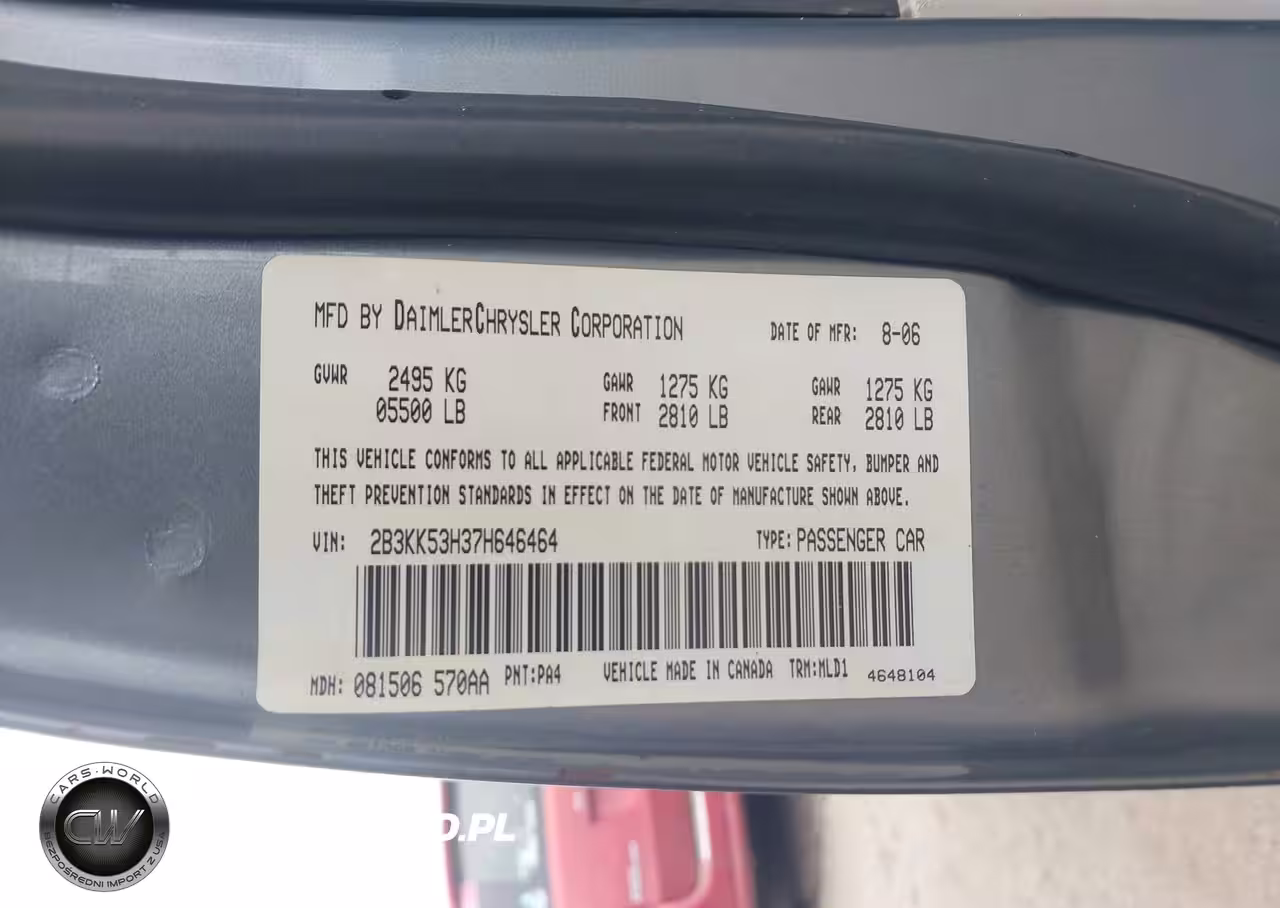 MFD BY DAIMLERCHRYSLER CORPORATION DATE OF MFR: 8-06
GVWR 2495 KG GAWR 1275 KG GAWR 1275 KG
05500 LB FRONT 2810 LB REAR 2810 LB
THIS VEHICLE CONFORMS TO ALL APPLICABLE FEDERAL MOTOR VEHICLE SAFETY, BUMPER AND
THEFT PREVENTION STANDARDS IN EFFECT ON THE DATE OF MANUFACTURE SHOWN ABOVE.
VIN: 2B3KK53H37H646464 TYPE: PASSENGER CAR
MDH: 081506 570AA PNT:PA4 VEHICLE MADE IN CANADA TRM:MLD1 4648104
CARS·WORLD
CW
BEZPOŚREDNI IMPORT Z USA
.PL